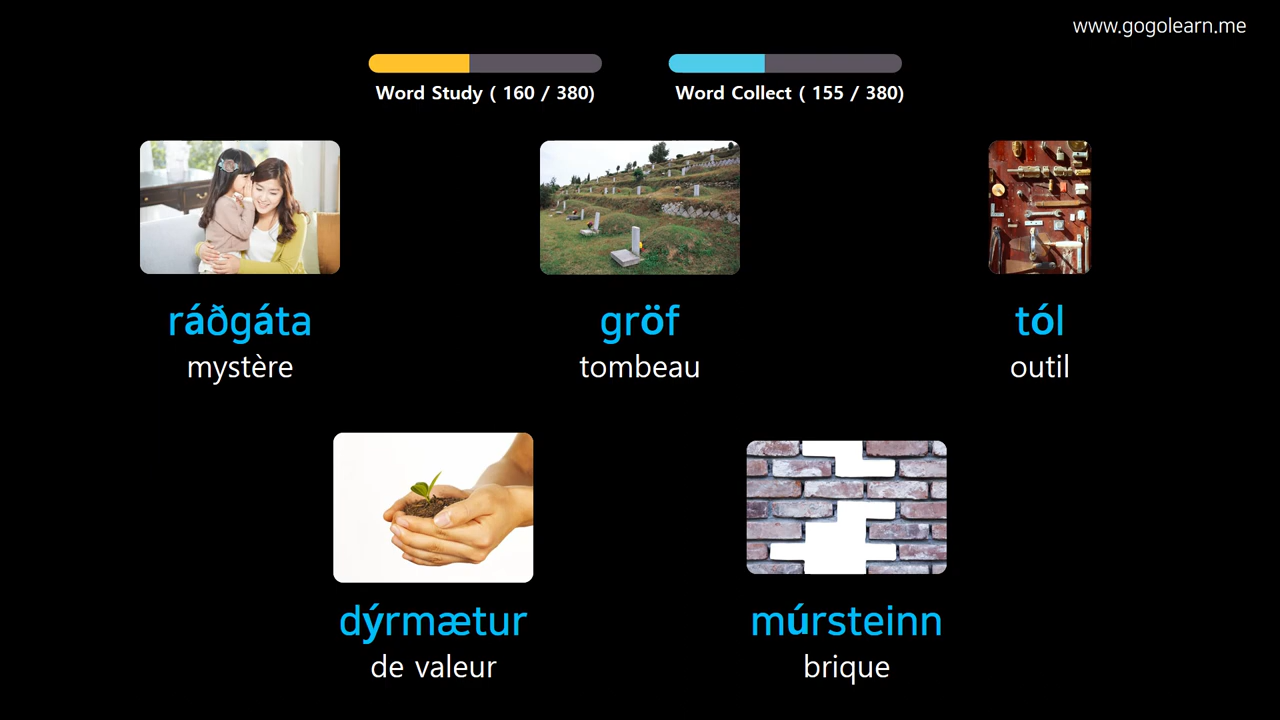 www.gogolearn.me
Word Study ( 160 / 380)
Word Collect ( 155 / 380)
ráðgáta
mystère
gröf
tombeau
tól
outil
dýrmætur
de valeur
múrsteinn
brique